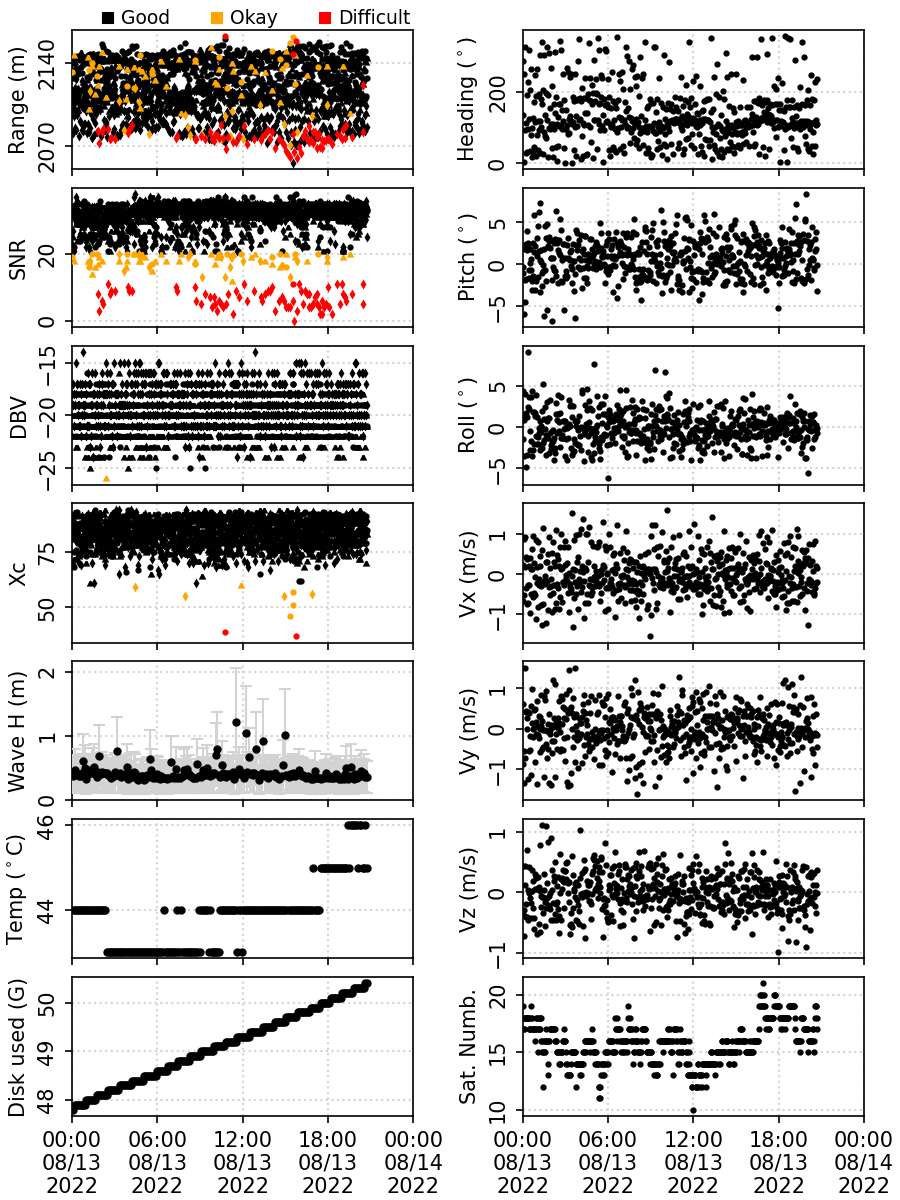 Good Okay Difficult
Range (m)
2140
2070
Heading (°)
200
0
SNR
20
0
Pitch (°)
5
0
−5
DBV
−15
−20
−25
Roll (°)
5
0
−5
Xc
75
50
Vx (m/s)
1
0
−1
Wave H (m)
2
1
0
Vy (m/s)
1
0
−1
Temp (°C)
46
44
Vz (m/s)
1
0
−1
Disk used (G)
50
49
48
Sat. Numb.
20
15
10
00:00 06:00 12:00 18:00 00:00
08/13 08/13 08/13 08/13 08/14
2022 2022 2022 2022 2022
00:00 06:00 12:00 18:00 00:00
08/13 08/13 08/13 08/13 08/14
2022 2022 2022 2022 2022